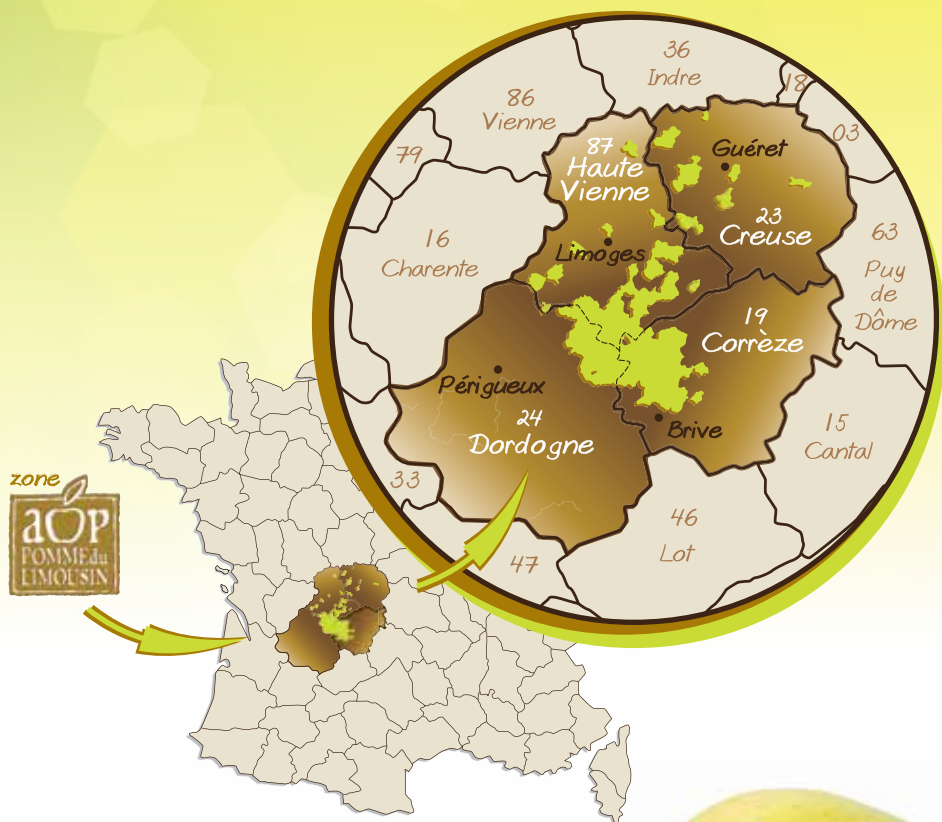 36
Indre
18
86
Vienne
03
79
87
Haute
Vienne
Guéret
23
Creuse
63
Puy
de
Dôme
16
Charente
Limoges
19
Corrèze
Périgueux
24
Dordogne
Brive
15
Cantal
33
46
Lot
47
zone
aOp
POMME du
LIMOUSIN